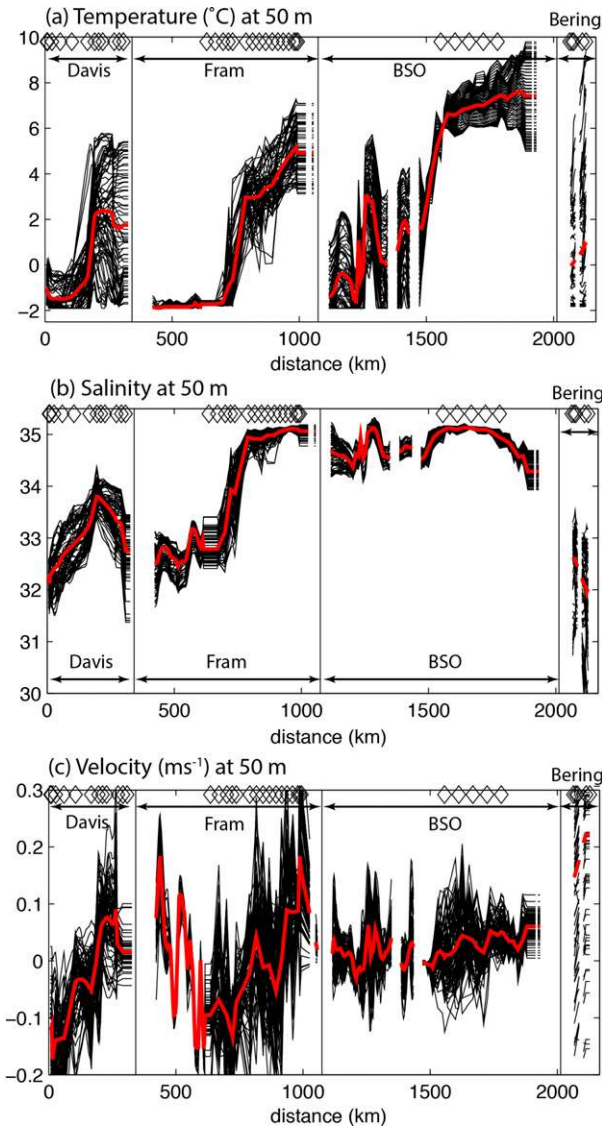 (a) Temperature (˚C) at 50 m
Bering
Davis Fram BSO
10
8
6
4
2
0
−2
0 500 1000 1500 2000
distance (km)
(b) Salinity at 50 m
Bering
35
34
33
32
31
30
Davis Fram BSO
0 500 1000 1500 2000
distance (km)
(c) Velocity (ms⁻¹) at 50 m
Bering
Davis Fram BSO
0.3
0.2
0.1
0
−0.1
−0.2
0 500 1000 1500 2000
distance (km)